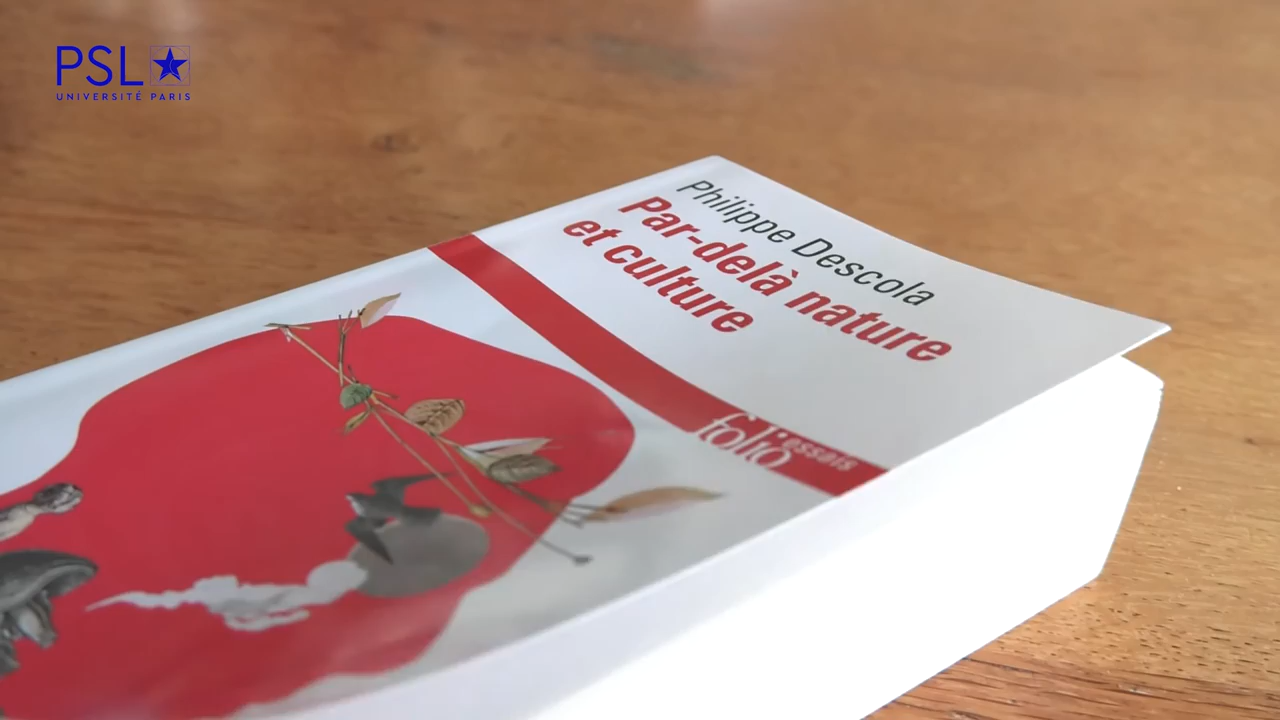 PSL
UNIVERSITÉ PARIS
Philippe Descola
Par-delà nature
et culture
folio
essais